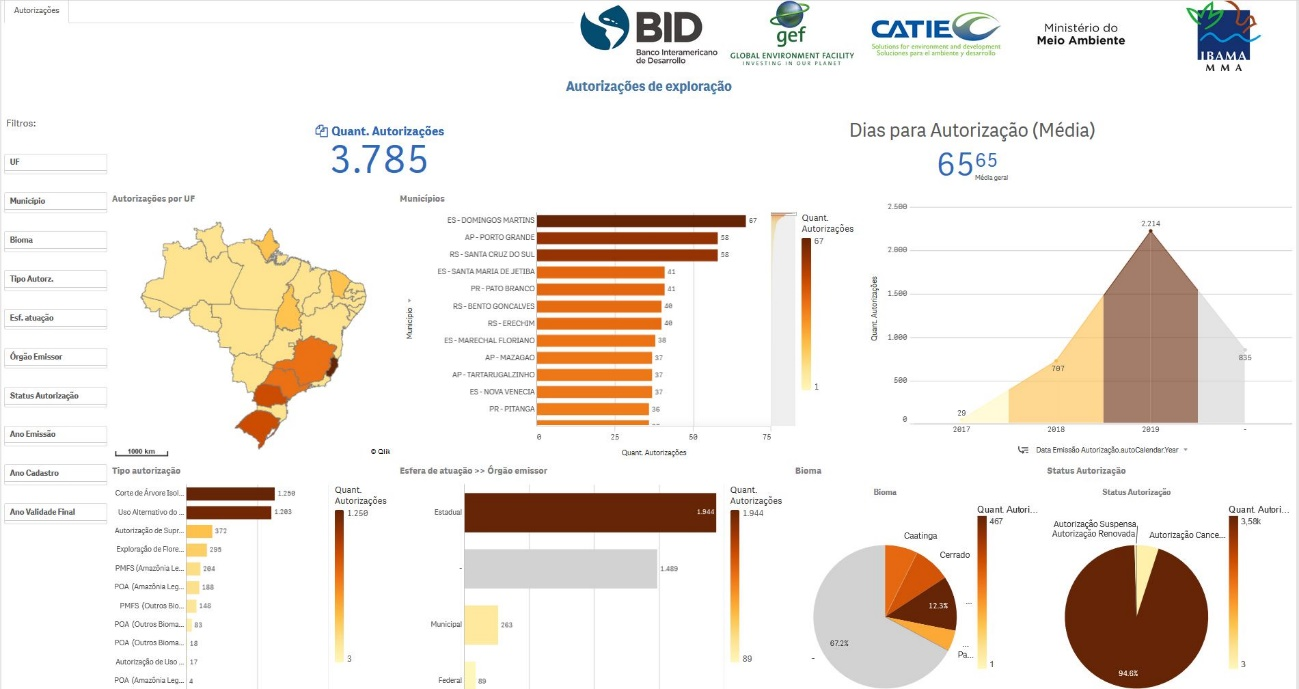 Autorizações
BID
Banco Interamericano
de Desarrollo
gef
GLOBAL ENVIRONMENT FACILITY
INVESTING IN OUR PLANET
CATIE
Solutions for environment and development
Soluciones para el ambiente y desarrollo
Ministério do
Meio Ambiente
IBAMA
M M A
Autorizações de exploração
Filtros:
UF
Município
Bioma
Tipo Autorz.
Esf. atuação
Órgão Emissor
Status Autorização
Ano Emissão
Ano Cadastro
Ano Validade Final
Quant. Autorizações
3.785
Dias para Autorização (Média)
65 65
Média geral
Autorizações por UF
1000 km
© Qlik
Municípios
Município
ES - DOMINGOS MARTINS 67
AP - PORTO GRANDE 58
RS - SANTA CRUZ DO SUL 58
ES - SANTA MARIA DE JETIBA 41
PR - PATO BRANCO 41
RS - BENTO GONCALVES 40
RS - ERECHIM 40
ES - MARECHAL FLORIANO 38
AP - MAZAGAO 37
AP - TARTARUGALZINHO 37
ES - NOVA VENECIA 37
PR - PITANGA 36
0 25 50 75
Quant. Autorizações
Quant.
Autorizações
67
1
Quant. Autorizações
2.500
2.000
1.500
1.000
500
0
29
707
2.214
835
2017 2018 2019 -
Data Emissão Autorização.autoCalendar.Year
Tipo autorização
Corte de Árvore Isol... 1.250
Uso Alternativo do ... 1.203
Autorização de Supr... 372
Exploração de Flore... 295
PMFS (Amazônia Le... 204
POA (Amazônia Leg... 188
PMFS (Outros Bio... 146
POA (Outros Bioma... 83
POA (Outros Bioma... 18
Autorização de Uso ... 17
POA (Amazônia Leg... 4
Quant.
Autorizações
1.250
3
Esfera de atuação >> Órgão emissor
Estadual 1.944
- 1.489
Municipal 263
Federal 89
Quant.
Autorizações
1.944
89
Bioma
Bioma
Caatinga
Cerrado
...
...
Pa...
12.3%
67.2%
-
Quant. Autori...
467
1
Status Autorização
Status Autorização
Autorização Suspensa
Autorização Renovada
Autorização Cance...
94.6%
Quant. Autori...
3,58k
3